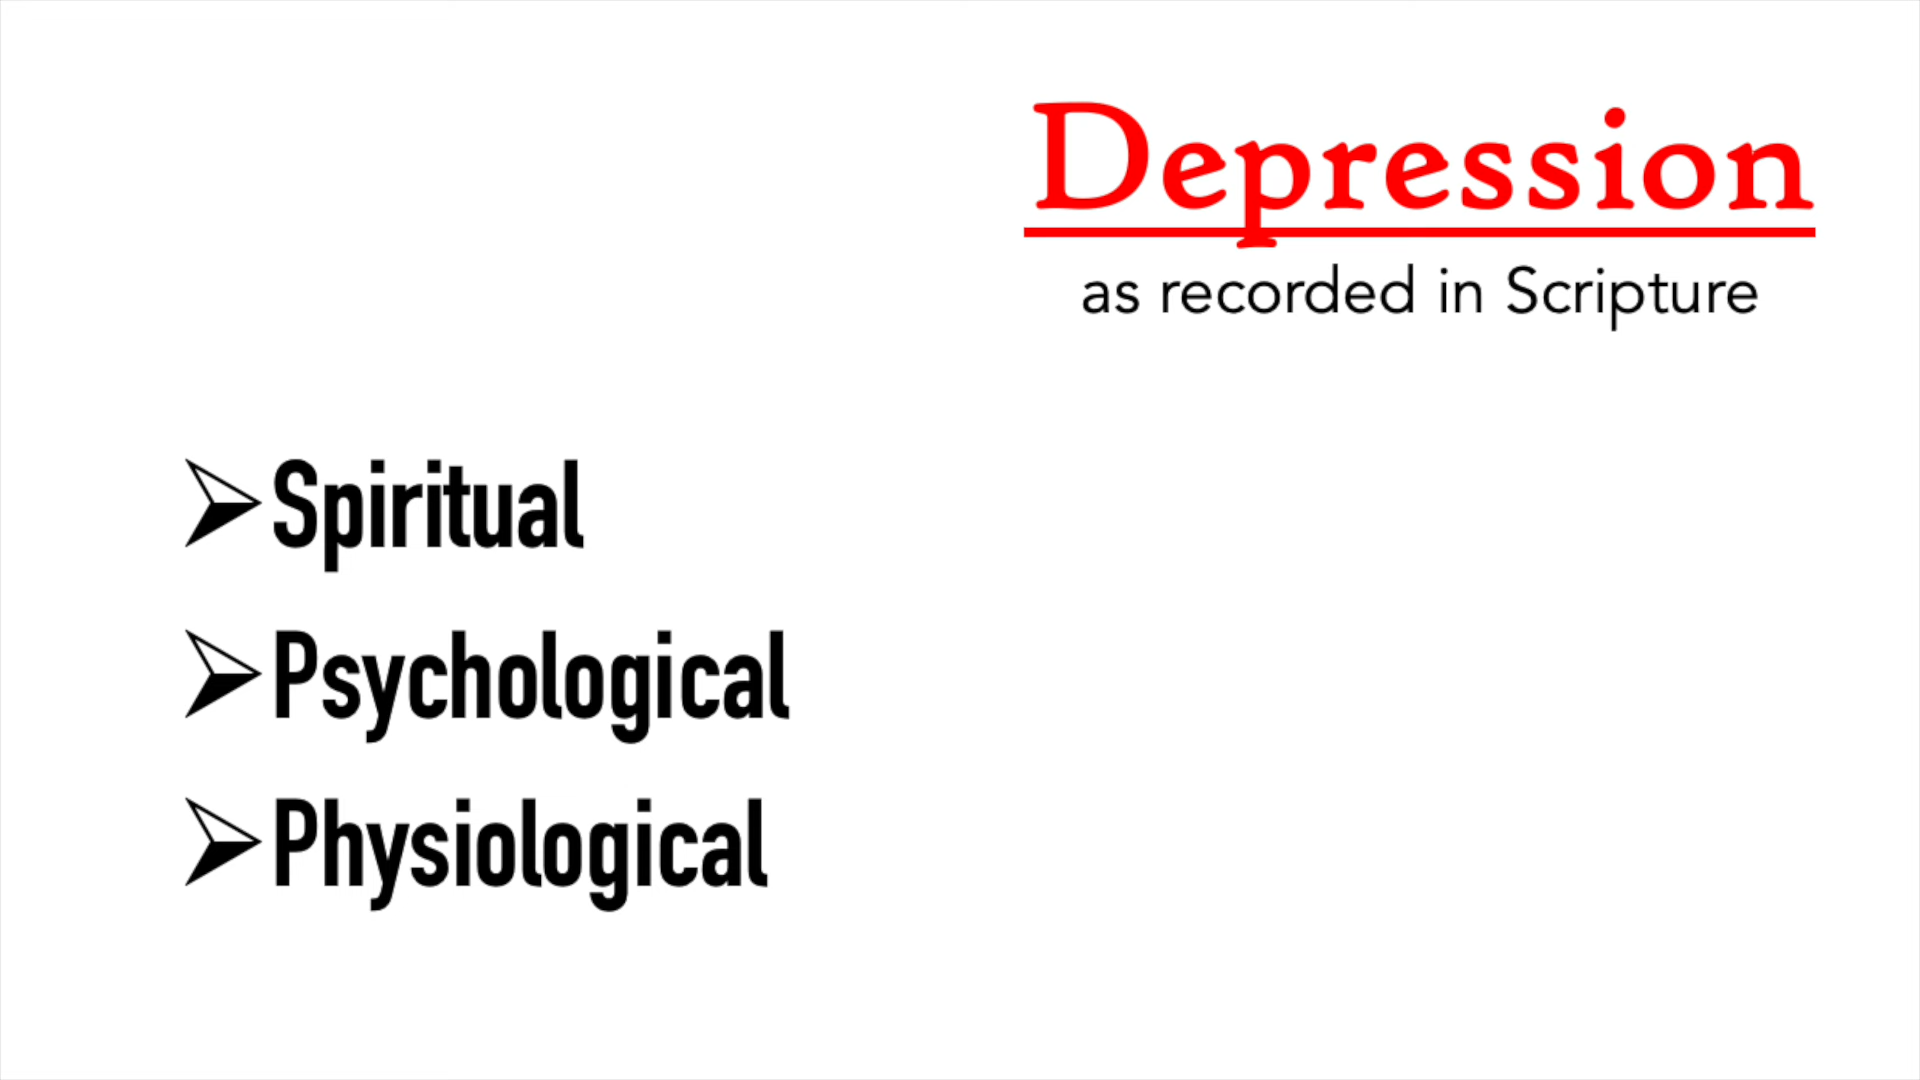 Depression
as recorded in Scripture
➢Spiritual
➢Psychological
➢Physiological